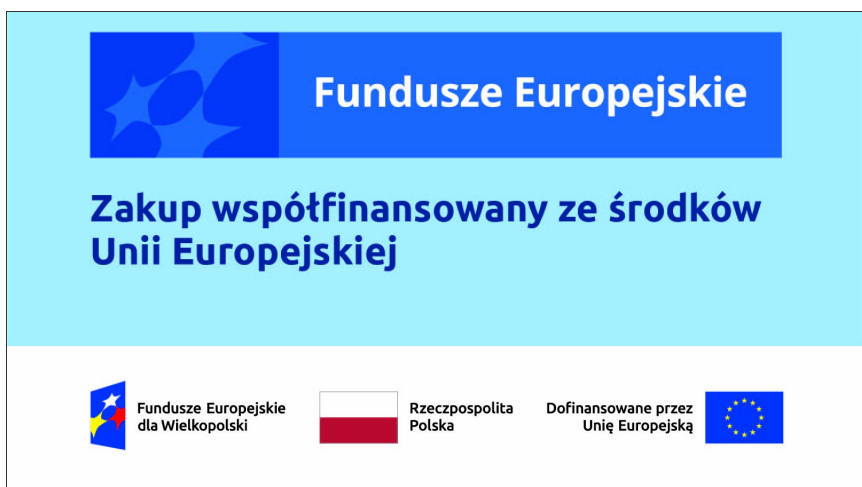 Fundusze Europejskie
Zakup współfinansowany ze środków
Unii Europejskiej
Fundusze Europejskie
dla Wielkopolski
Rzeczpospolita
Polska
Dofinansowane przez
Unię Europejską